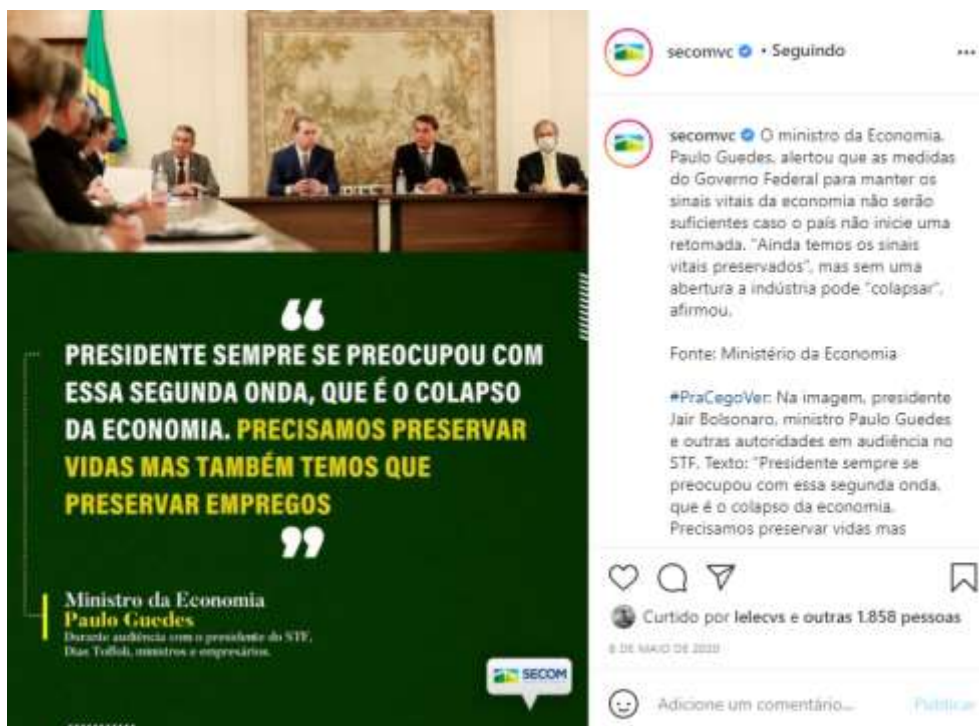 secomvc • Seguindo
secomvc O ministro da Economia,
Paulo Guedes, alertou que as medidas
do Governo Federal para manter os
sinais vitais da economia não serão
suficientes caso o país não inicie uma
retomada. "Ainda temos os sinais
vitais preservados", mas sem uma
abertura a indústria pode "colapsar",
afirmou.
Fonte: Ministério da Economia
#PraCegoVer: Na imagem, presidente
Jair Bolsonaro, ministro Paulo Guedes
e outras autoridades em audiência no
STF. Texto: "Presidente sempre se
preocupou com essa segunda onda,
que é o colapso da economia.
Precisamos preservar vidas mas
“
PRESIDENTE SEMPRE SE PREOCUPOU COM
ESSA SEGUNDA ONDA, QUE É O COLAPSO
DA ECONOMIA. PRECISAMOS PRESERVAR
VIDAS MAS TAMBÉM TEMOS QUE
PRESERVAR EMPREGOS
”
Ministro da Economia
Paulo Guedes
Durante audiência com o presidente do STF,
Dias Toffoli, ministros e empresários.
SECOM
Curtido por lelecvs e outras 1.858 pessoas
DE MAIO DE 2020
Adicione um comentário...
Publicar